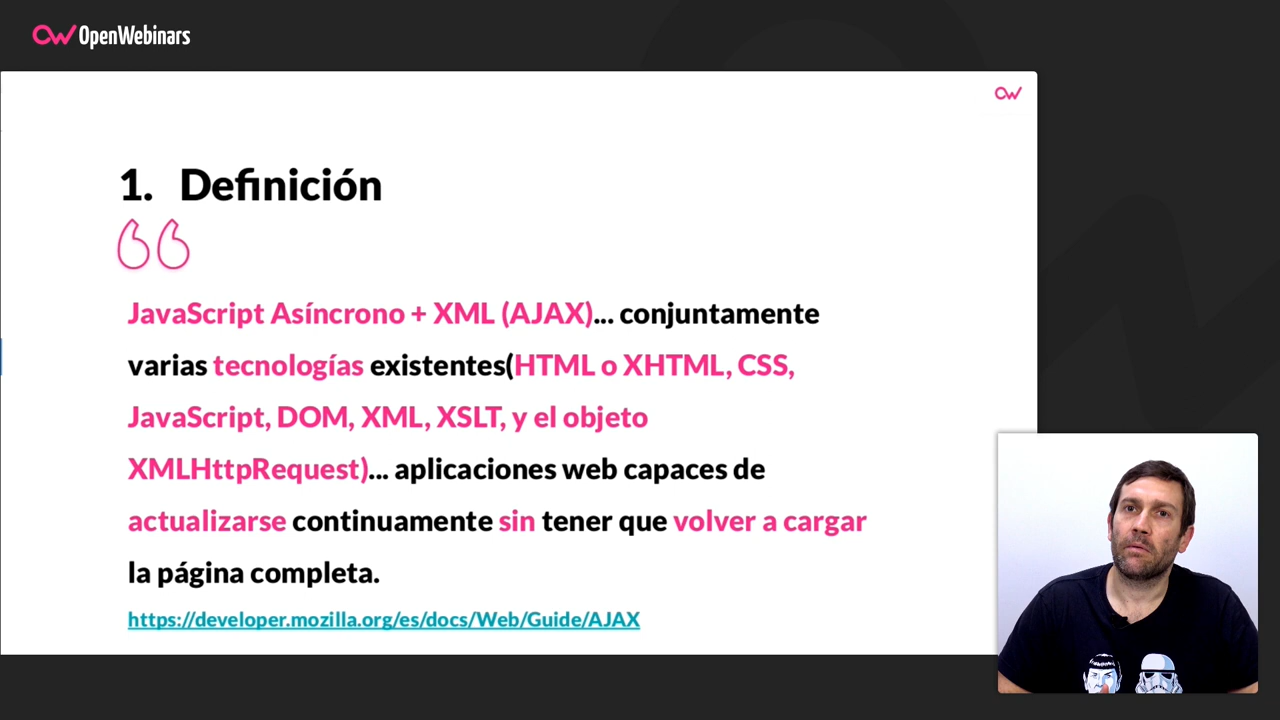 OpenWebinars
1. Definición
JavaScript Asíncrono + XML (AJAX)... conjuntamente
varias tecnologías existentes(HTML o XHTML, CSS,
JavaScript, DOM, XML, XSLT, y el objeto
XMLHttpRequest)... aplicaciones web capaces de
actualizarse continuamente sin tener que volver a cargar
la página completa.
https://developer.mozilla.org/es/docs/Web/Guide/AJAX